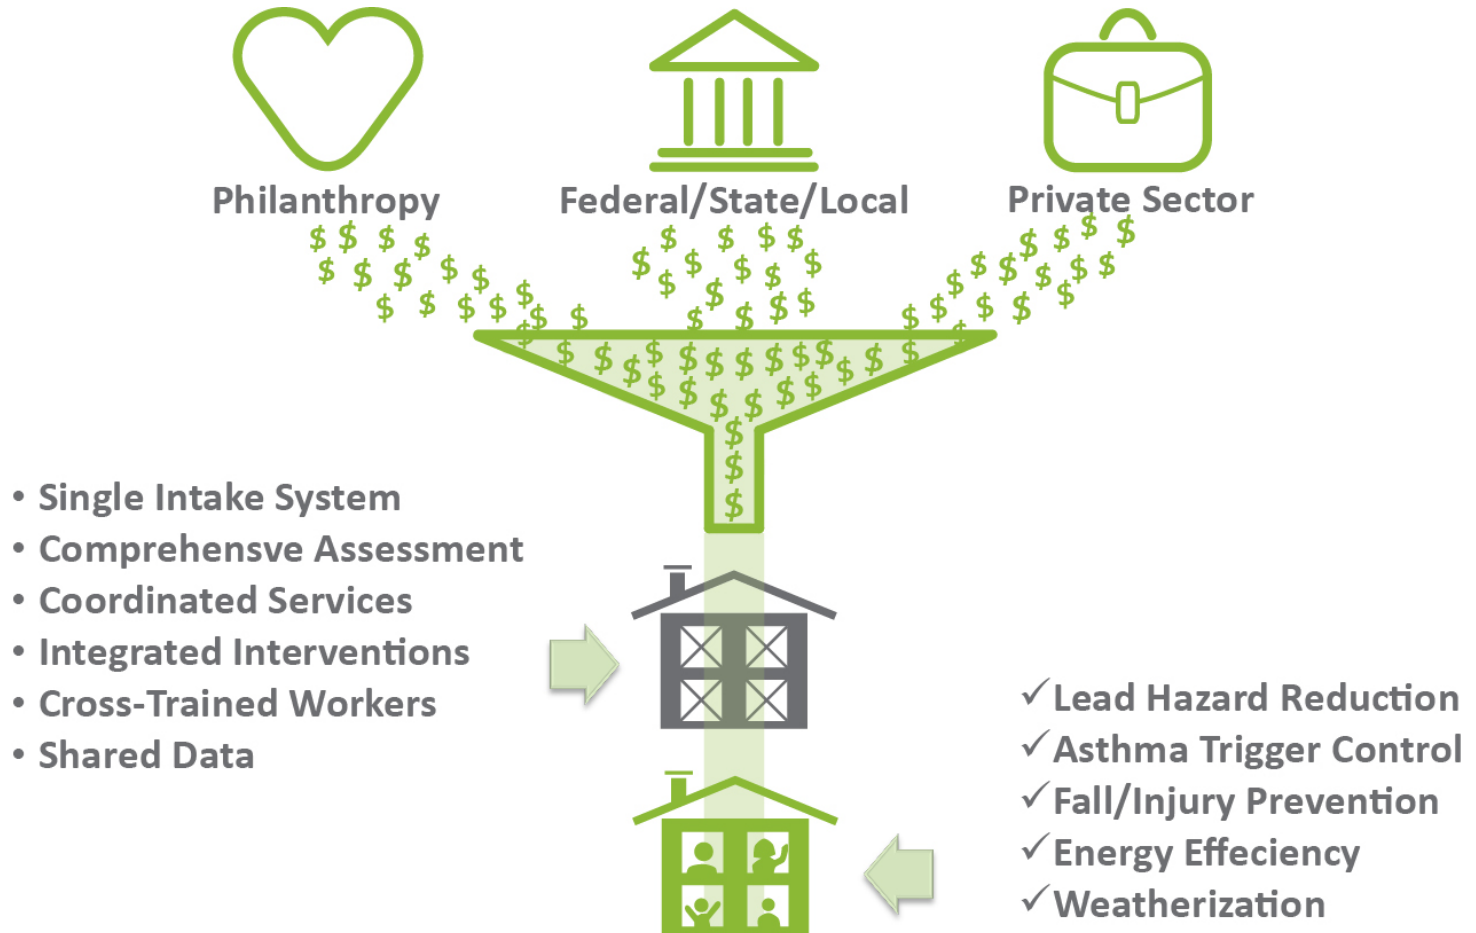 Philanthropy
Federal/State/Local
Private Sector
• Single Intake System
• Comprehensve Assessment
• Coordinated Services
• Integrated Interventions
• Cross-Trained Workers
• Shared Data
✓ Lead Hazard Reduction
✓ Asthma Trigger Control
✓ Fall/Injury Prevention
✓ Energy Effeciency
✓ Weatherization